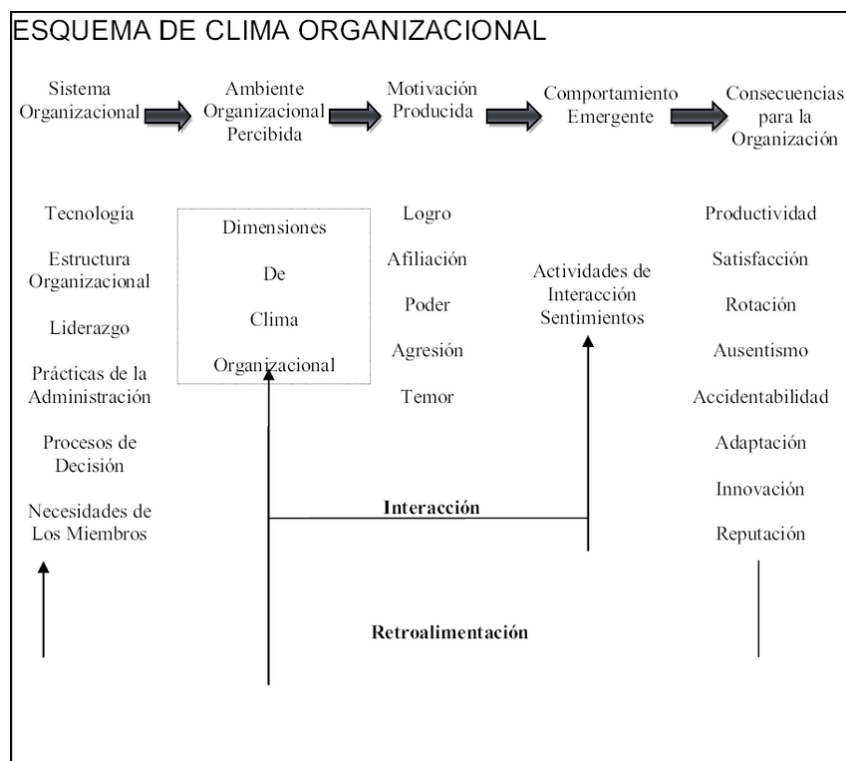 ESQUEMA DE CLIMA ORGANIZACIONAL
Sistema
Organizacional
Ambiente
Organizacional
Percibida
Motivación
Producida
Comportamiento
Emergente
Consecuencias
para la
Organización
Tecnología
Estructura
Organizacional
Liderazgo
Prácticas de la
Administración
Procesos de
Decisión
Necesidades de
Los Miembros
Dimensiones
De
Clima
Organizacional
Logro
Afiliación
Poder
Agresión
Temor
Actividades de
Interacción
Sentimientos
Productividad
Satisfacción
Rotación
Ausentismo
Accidentabilidad
Adaptación
Innovación
Reputación
Interacción
Retroalimentación